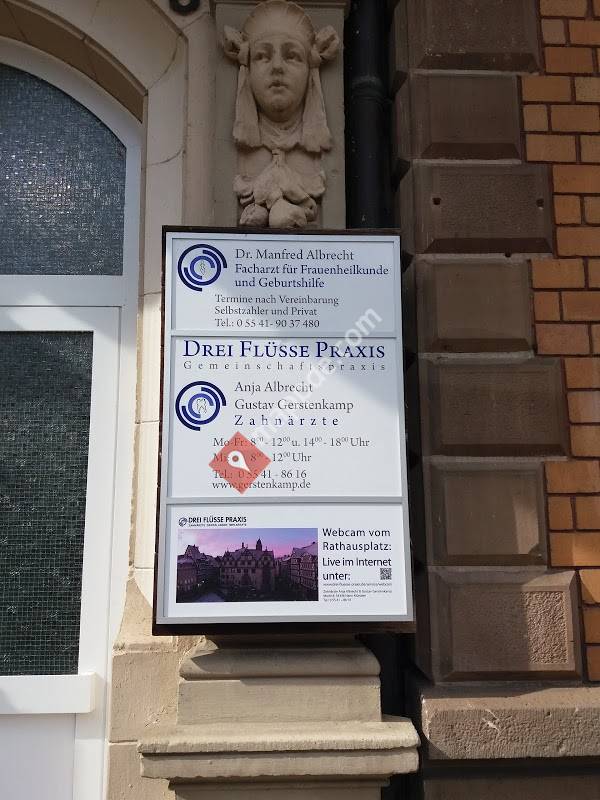 Dr. Manfred Albrecht
Facharzt für Frauenheilkunde
und Geburtshilfe
Termine nach Vereinbarung
Selbstzahler und Privat
Tel.: 0 55 41- 90 37 480
DREI FLÜSSE PRAXIS
Gemeinschaftspraxis
Anja Albrecht
Gustav Gerstenkamp
Zahnärzte
Mo-Fr: 8⁰⁰ - 12⁰⁰ u. 14⁰⁰ - 18⁰⁰ Uhr
8⁰⁰ - 12⁰⁰ Uhr
Tel.: 0 55 41 - 86 16
www.gerstenkamp.de
DREI FLÜSSE PRAXIS
Webcam vom
Rathausplatz:
Live im Internet
unter: